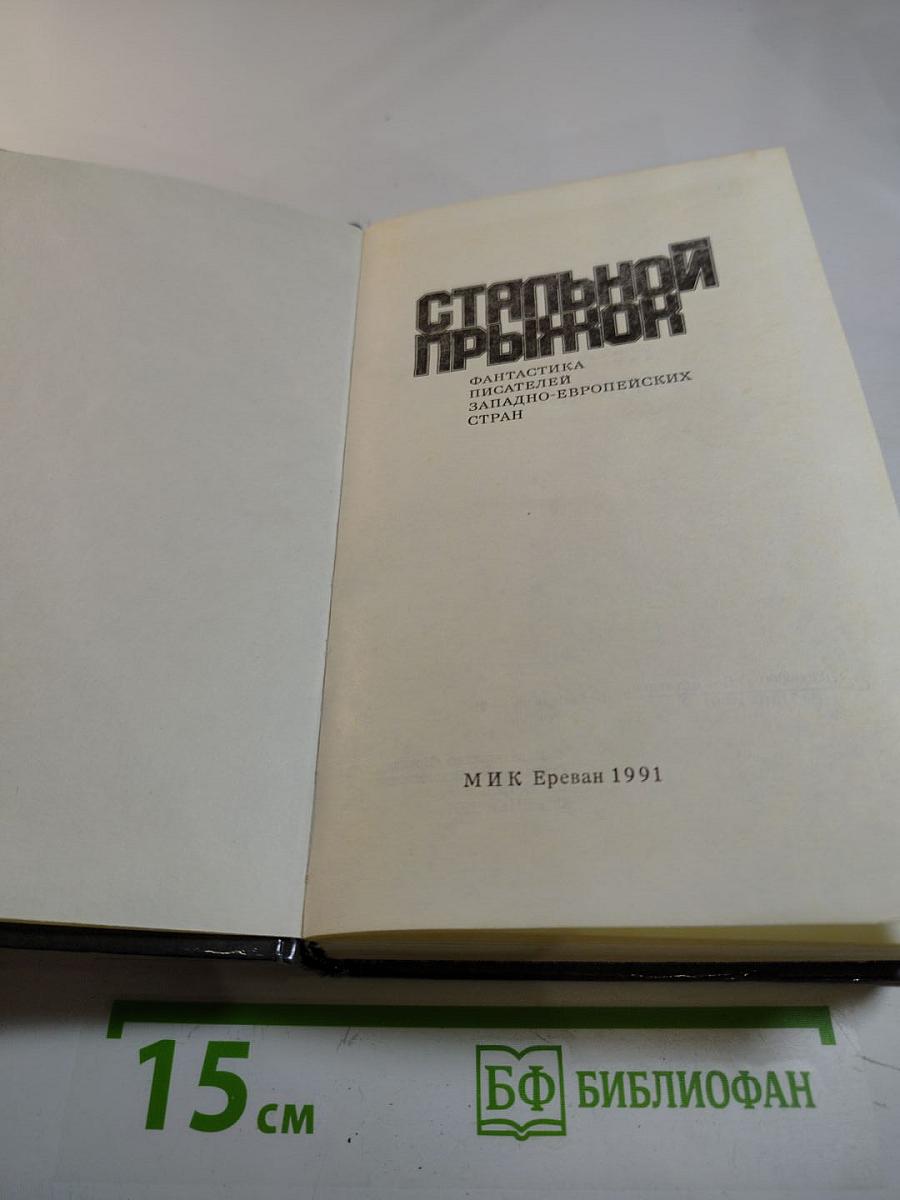 СТАЛЬНОЙ
ПРЫЖОК
ФАНТАСТИКА
ПИСАТЕЛЕЙ
ЗАПАДНО-ЕВРОПЕЙСКИХ
СТРАН
МИК Ереван 1991
15 см
БФ БИБЛИОФАН